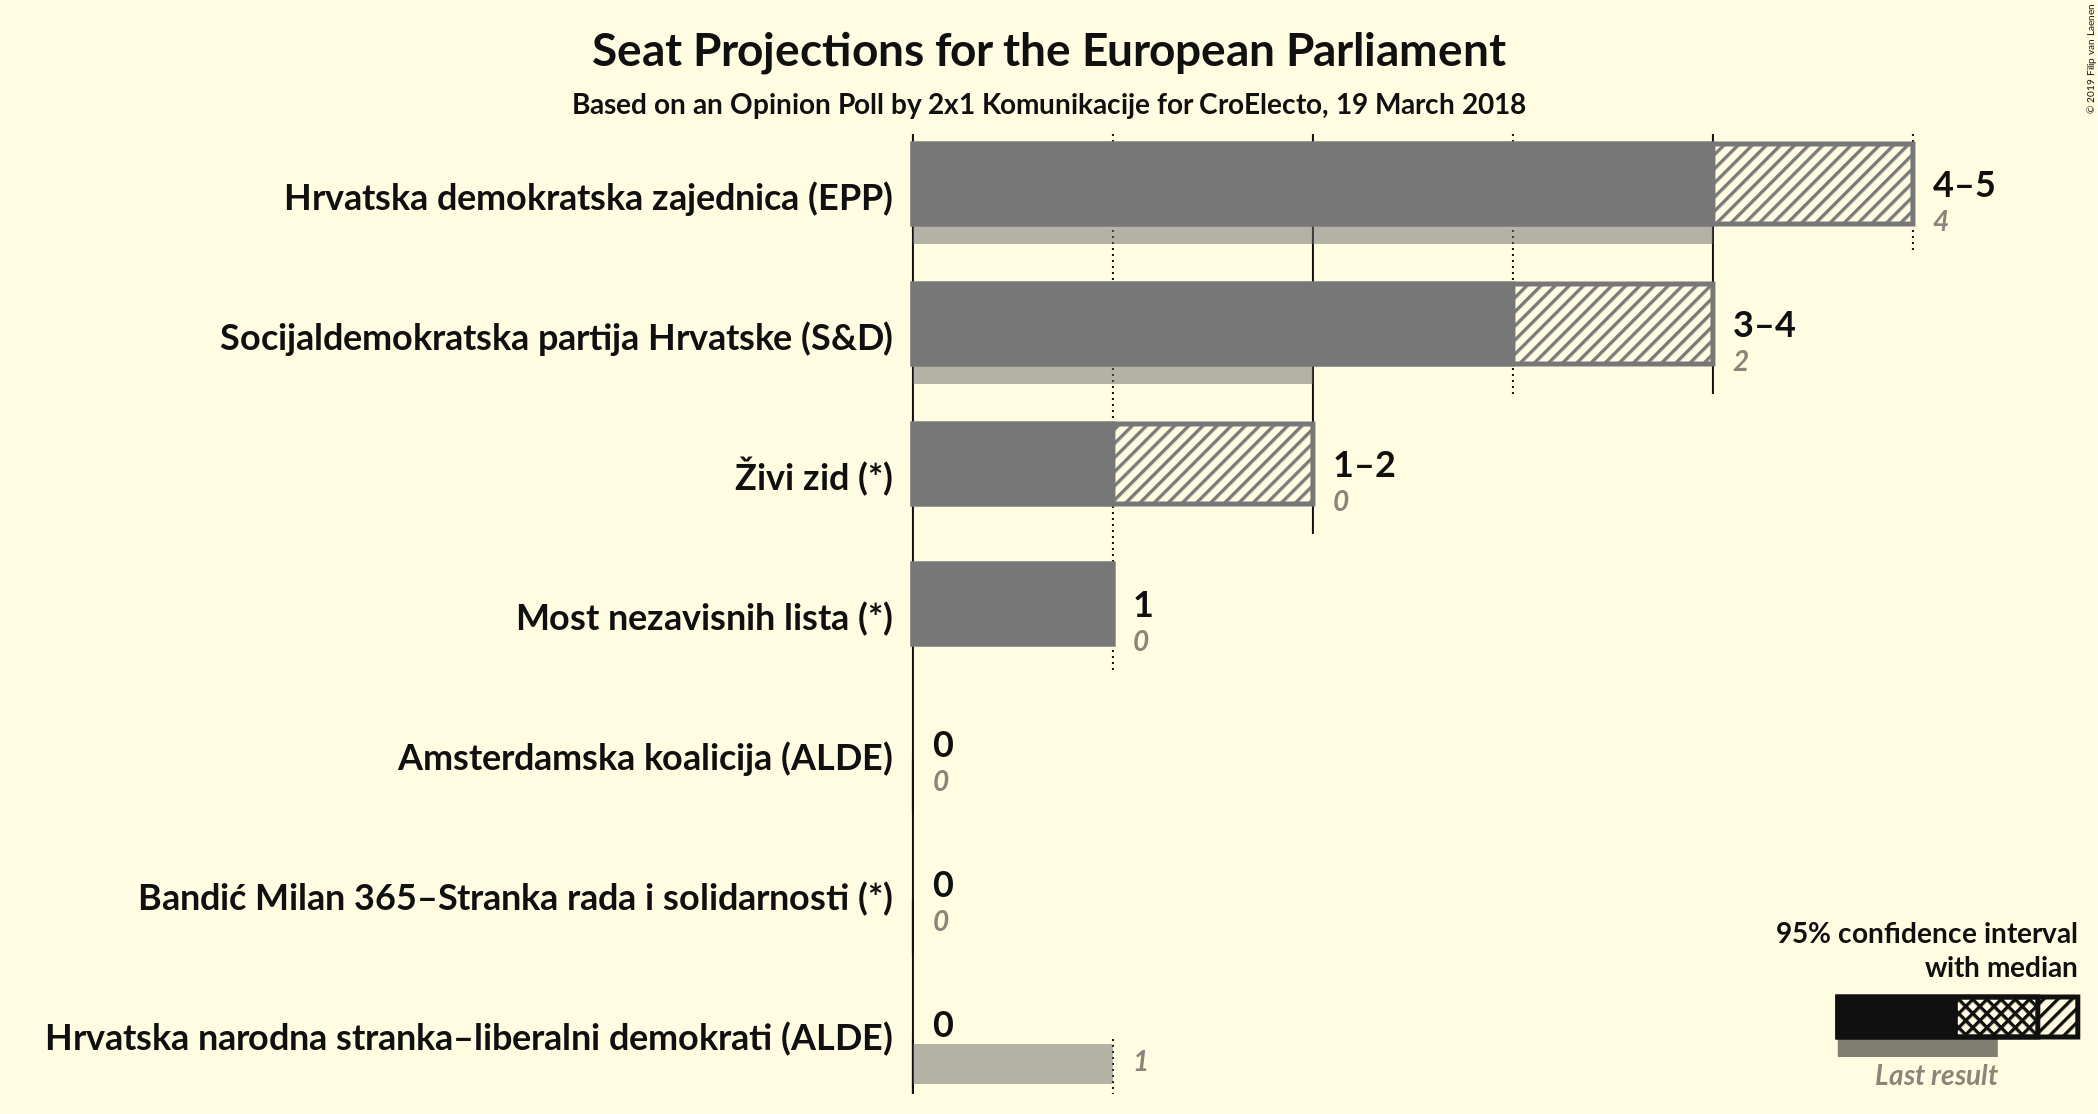 Seat Projections for the European Parliament
Based on an Opinion Poll by 2x1 Komunikacije for CroElecto, 19 March 2018
© 2019 Filip van Laenen
Hrvatska demokratska zajednica (EPP)
4–5
4
Socijaldemokratska partija Hrvatske (S&D)
3–4
2
Živi zid (*)
1–2
0
Most nezavisnih lista (*)
1
0
Amsterdamska koalicija (ALDE)
0
0
Bandić Milan 365–Stranka rada i solidarnosti (*)
0
0
Hrvatska narodna stranka–liberalni demokrati (ALDE)
0
1
95% confidence interval
with median
Last result